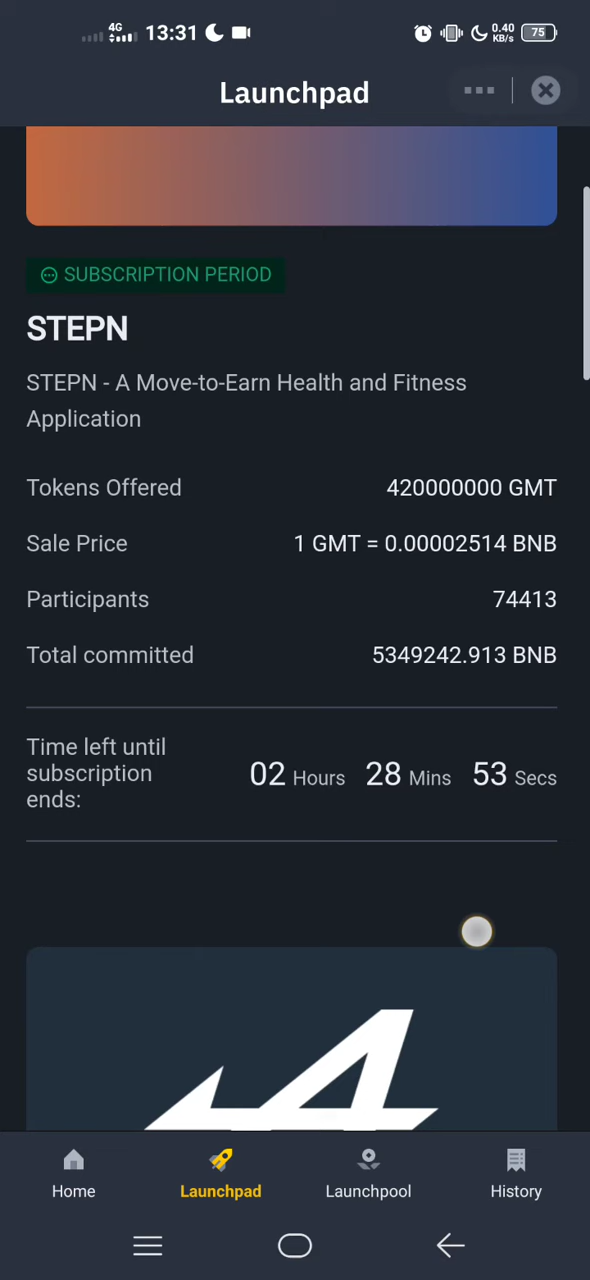 4G 13:31 0.40 KB/s 75
Launchpad
SUBSCRIPTION PERIOD
STEPN
STEPN - A Move-to-Earn Health and Fitness
Application
Tokens Offered 420000000 GMT
Sale Price 1 GMT = 0.00002514 BNB
Participants 74413
Total committed 5349242.913 BNB
Time left until
subscription
ends:
02 Hours 28 Mins 53 Secs
Home Launchpad Launchpool History